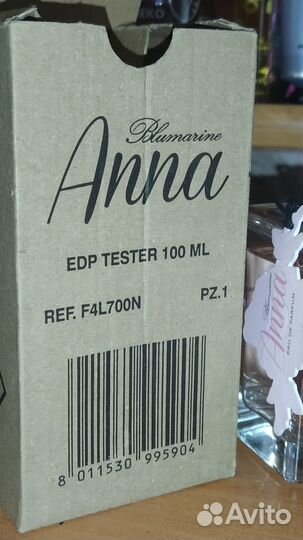 EKO
Blumarine
Anna
EDP TESTER 100 ML
REF. F4L700N PZ.1
8 011530 995904
Blumarine
Anna
EAU DE PARFUM
Avito